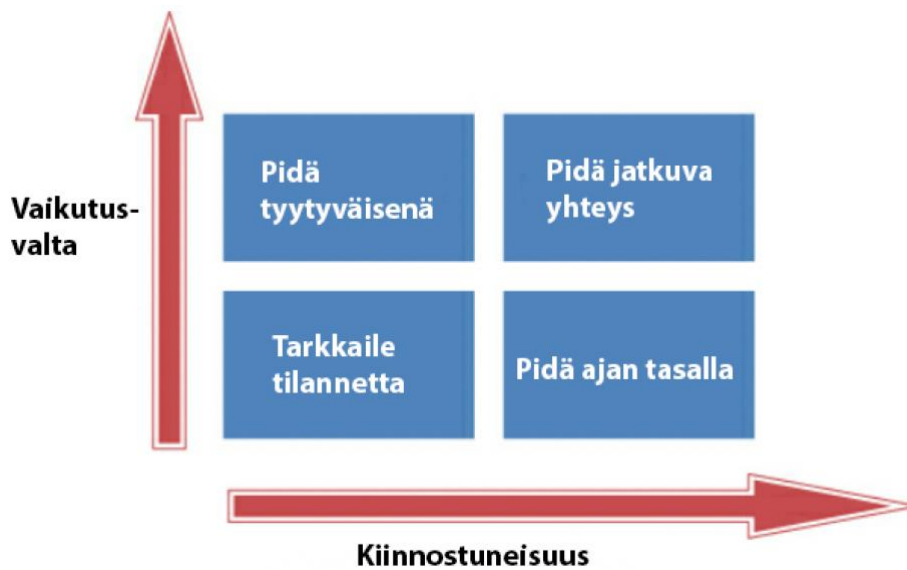 Vaikutus-
valta
Pidä
tyytyväisenä
Pidä jatkuva
yhteys
Tarkkaile
tilannetta
Pidä ajan tasalla
Kiinnostuneisuus